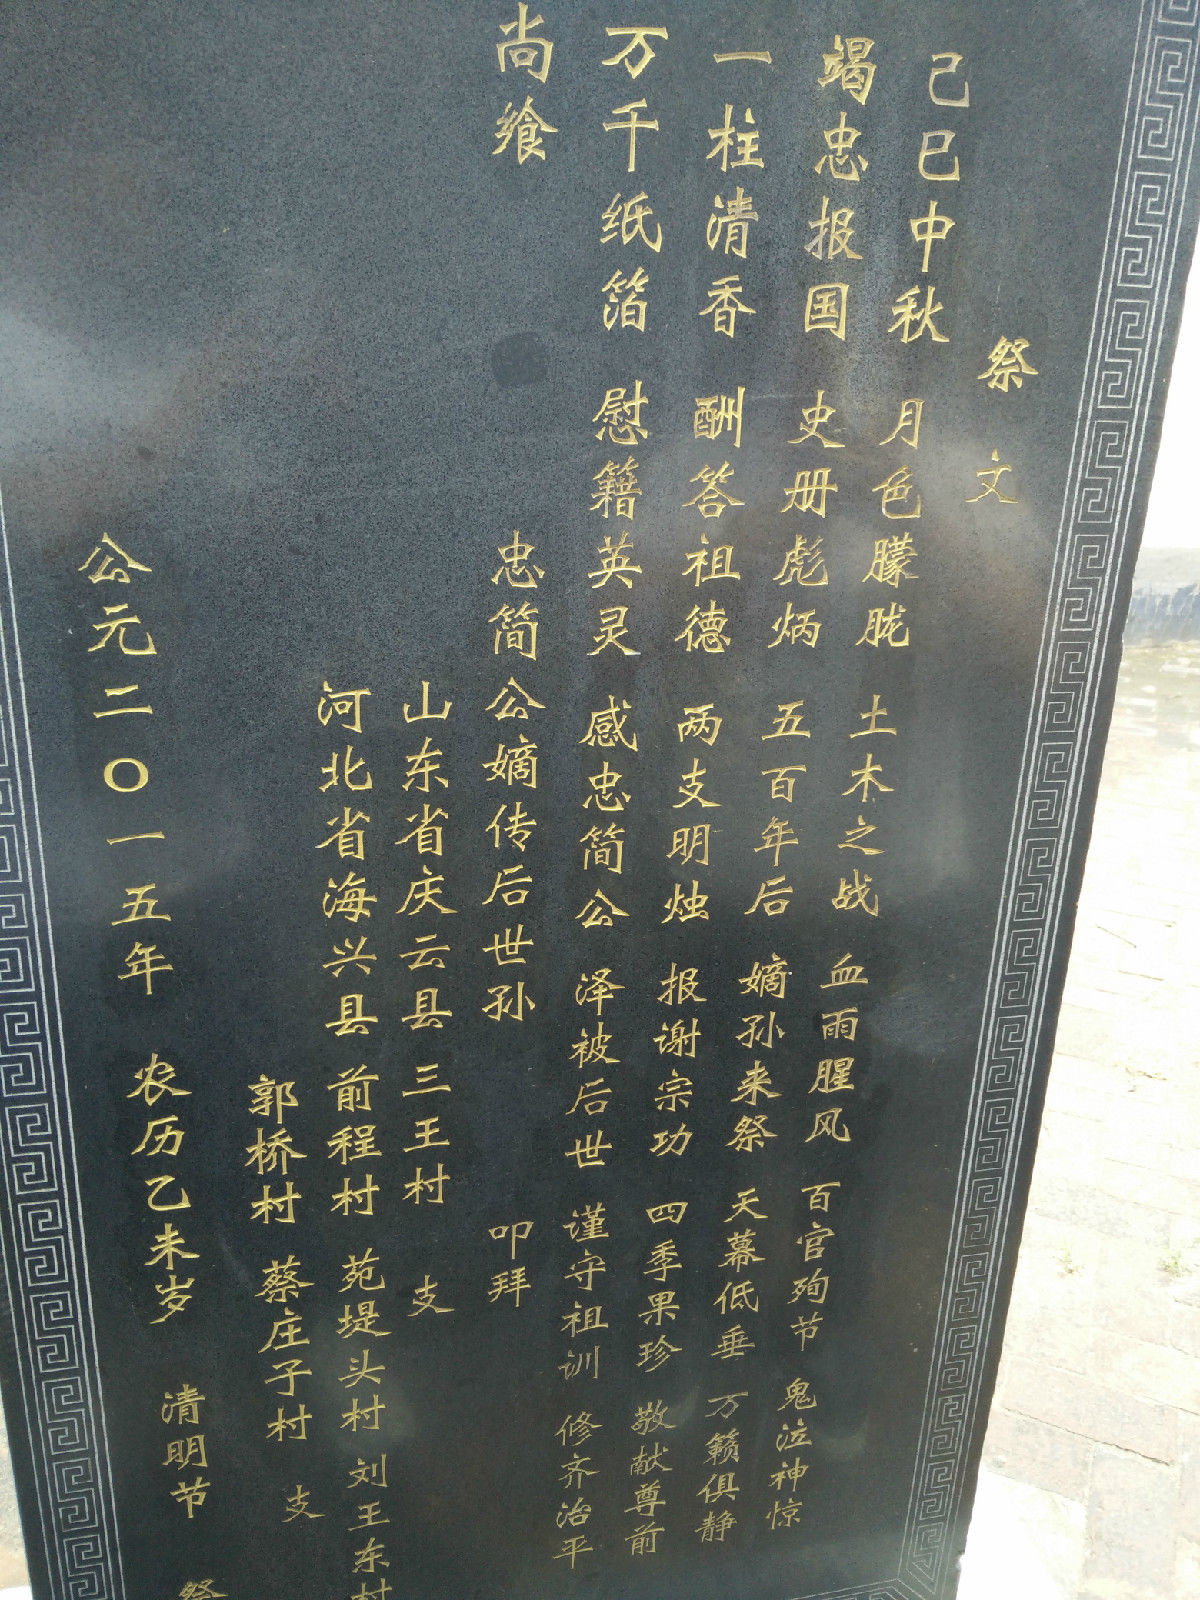 祭文
己巳中秋 月色朦胧 土木之战 血雨腥风 百官殉节 鬼泣神惊
竭忠报国 史册彪炳 五百年后 嫡孙来祭 天幕低垂 万籁俱静
一柱清香 酬答祖德 两支明烛 报谢宗功 四季果珍 敬献尊前
万千纸箔 慰籍英灵 感忠简公 泽被后世 谨守祖训 修齐治平
尚飨
忠简公嫡传后世孙 叩拜
山东省庆云县三王村 支
河北省海兴县前程村 苑堤头村 刘王东村
郭桥村 蔡庄子村 支
公元二〇一五年 农历乙未岁 清明节 祭